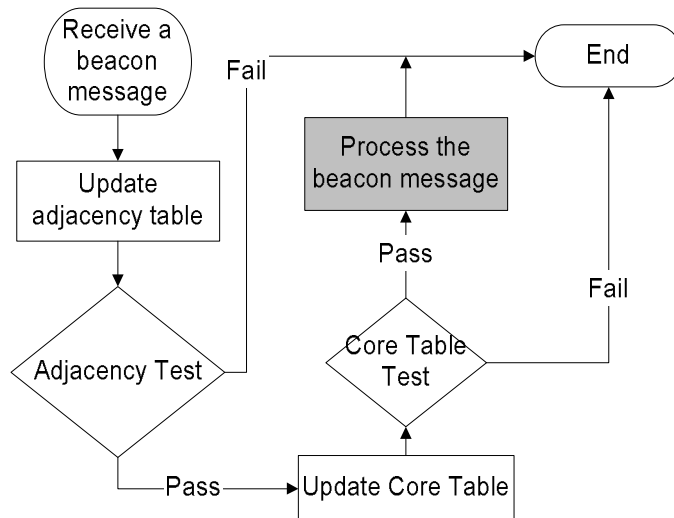 Receive a
beacon
message
Fail
End
Process the
beacon message
Update
adjacency table
Pass
Fail
Core Table
Test
Adjacency Test
Pass
Update Core Table